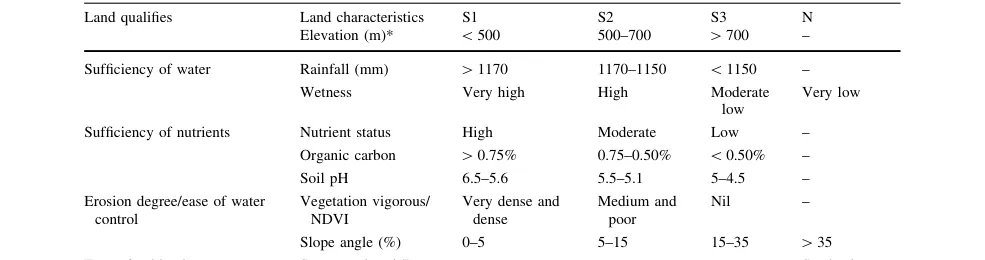 Land qualifies Land characteristics S1 S2 S3 N
Elevation (m)* < 500 500–700 > 700 –
Sufficiency of water Rainfall (mm) > 1170 1170–1150 < 1150 –
Wetness Very high High Moderate Very low
low
Sufficiency of nutrients Nutrient status High Moderate Low –
Organic carbon > 0.75% 0.75–0.50% < 0.50% –
Soil pH 6.5–5.6 5.5–5.1 5–4.5 –
Erosion degree/ease of water Vegetation vigorous/ Very dense and Medium and Nil –
control NDVI dense poor
Slope angle (%) 0–5 5–15 15–35 > 35